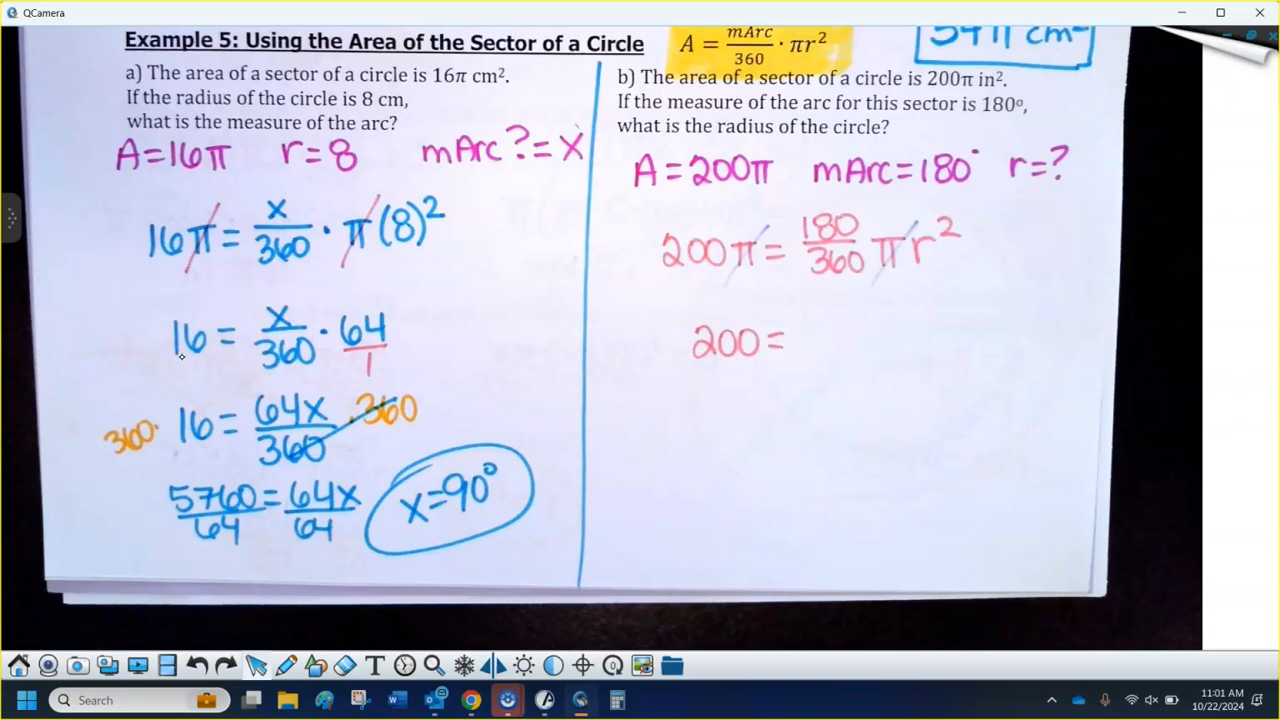 QCamera
Example 5: Using the Area of the Sector of a Circle
A = mArc/360 · πr²
54π cm²
a) The area of a sector of a circle is 16π cm².
If the radius of the circle is 8 cm,
what is the measure of the arc?
A=16π r=8 mArc?=X
16π = x/360 · π(8)²
16 = x/360 · 64/1
360· 16 = 64x/360 · 360
5760/64 = 64x/64
x=90°
b) The area of a sector of a circle is 200π in².
If the measure of the arc for this sector is 180°,
what is the radius of the circle?
A=200π mArc=180° r=?
200π = 180/360 πr²
200=
Search
11:01 AM
10/22/2024